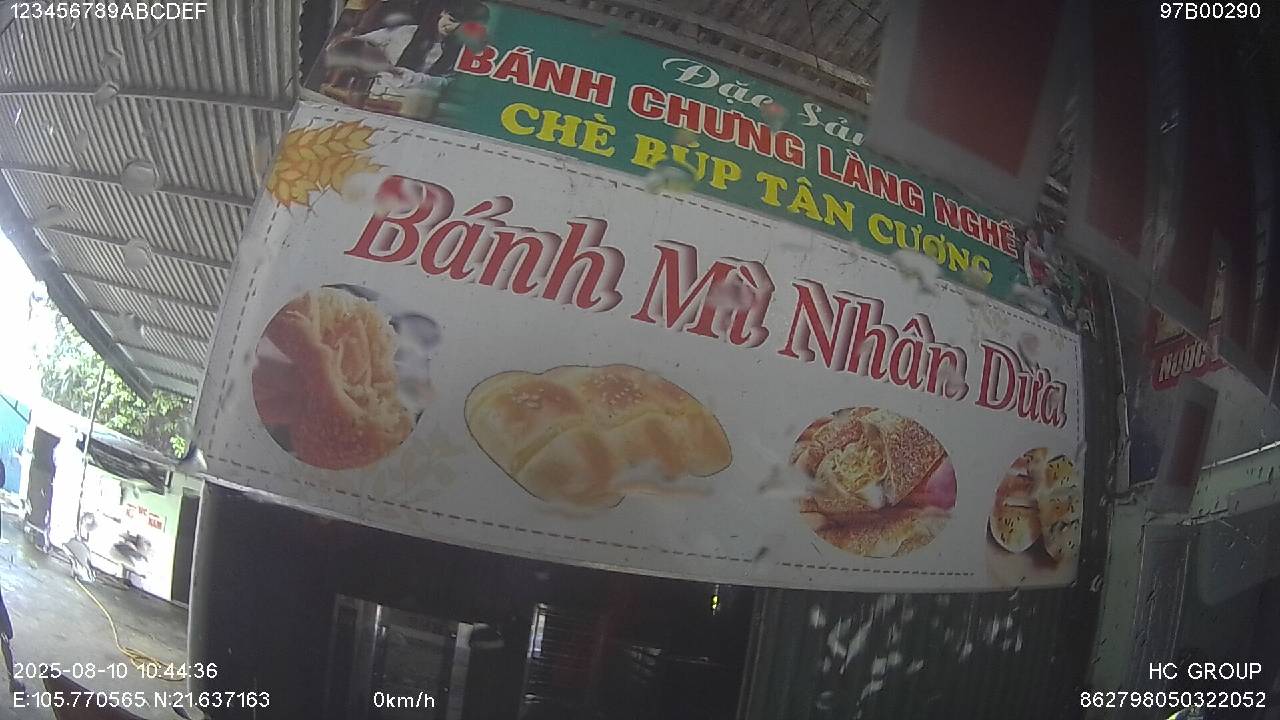 123456789ABCDEF
97B00290
Đặc Sản
BÁNH CHƯNG LÀNG NGHỀ
CHÈ BÚP TÂN CƯƠNG
Bánh Mì Nhân Dừa
NƯỚC
2025-08-10 10:44:36
HC GROUP
E:105.770565 N:21.637163
0km/h
862798050322052